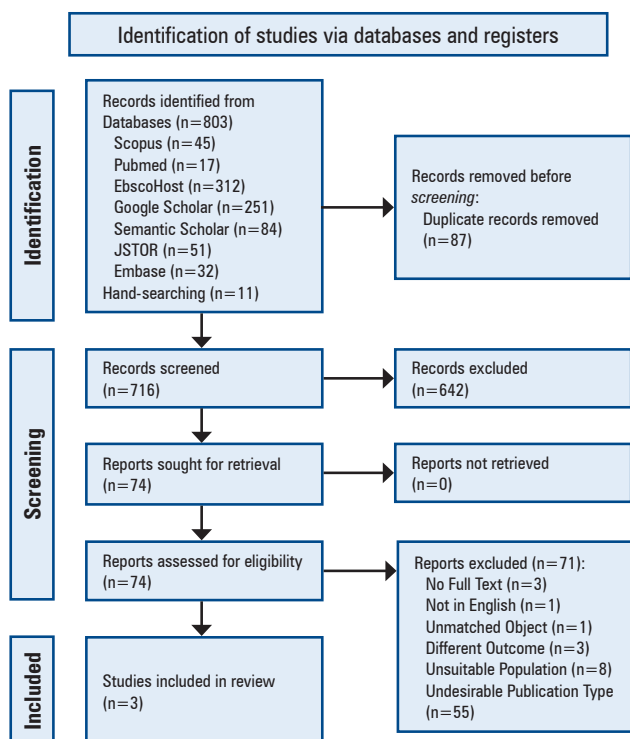 Identification of studies via databases and registers
Identification
Records identified from
Databases (n=803)
Scopus (n=45)
Pubmed (n=17)
EbscoHost (n=312)
Google Scholar (n=251)
Semantic Scholar (n=84)
JSTOR (n=51)
Embase (n=32)
Hand-searching (n=11)
Records removed before
screening:
Duplicate records removed
(n=87)
Screening
Records screened
(n=716)
Records excluded
(n=642)
Reports sought for retrieval
(n=74)
Reports not retrieved
(n=0)
Reports assessed for eligibility
(n=74)
Reports excluded (n=71):
No Full Text (n=3)
Not in English (n=1)
Unmatched Object (n=1)
Different Outcome (n=3)
Unsuitable Population (n=8)
Undesirable Publication Type
(n=55)
Included
Studies included in review
(n=3)